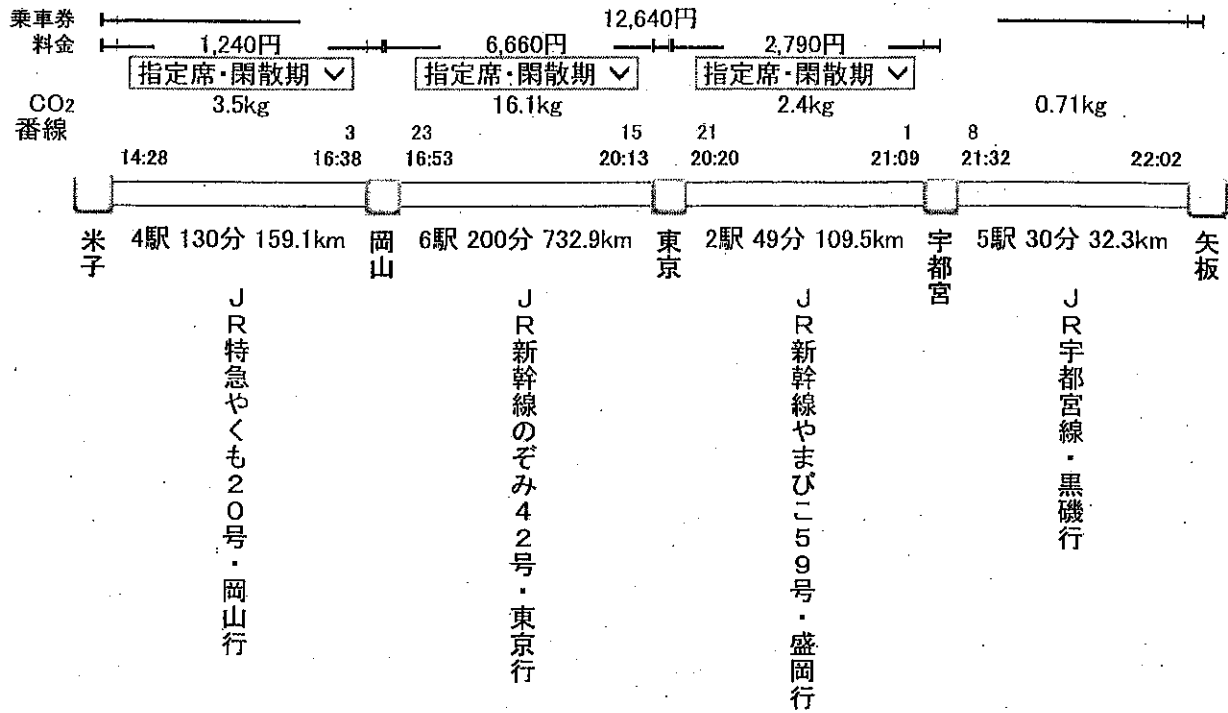 乗車券 12,640円
料金 1,240円 6,660円 2,790円
指定席・閑散期 指定席・閑散期 指定席・閑散期
CO2 3.5kg 16.1kg 2.4kg 0.71kg
番線 3 23 15 21 1 8
14:28 16:38 16:53 20:13 20:20 21:09 21:32 22:02
米子 4駅 130分 159.1km 岡山 6駅 200分 732.9km 東京 2駅 49分 109.5km 宇都宮 5駅 30分 32.3km 矢板
JR特急やくも20号・岡山行
JR新幹線のぞみ42号・東京行
JR新幹線やまびこ59号・盛岡行
JR宇都宮線・黒磯行